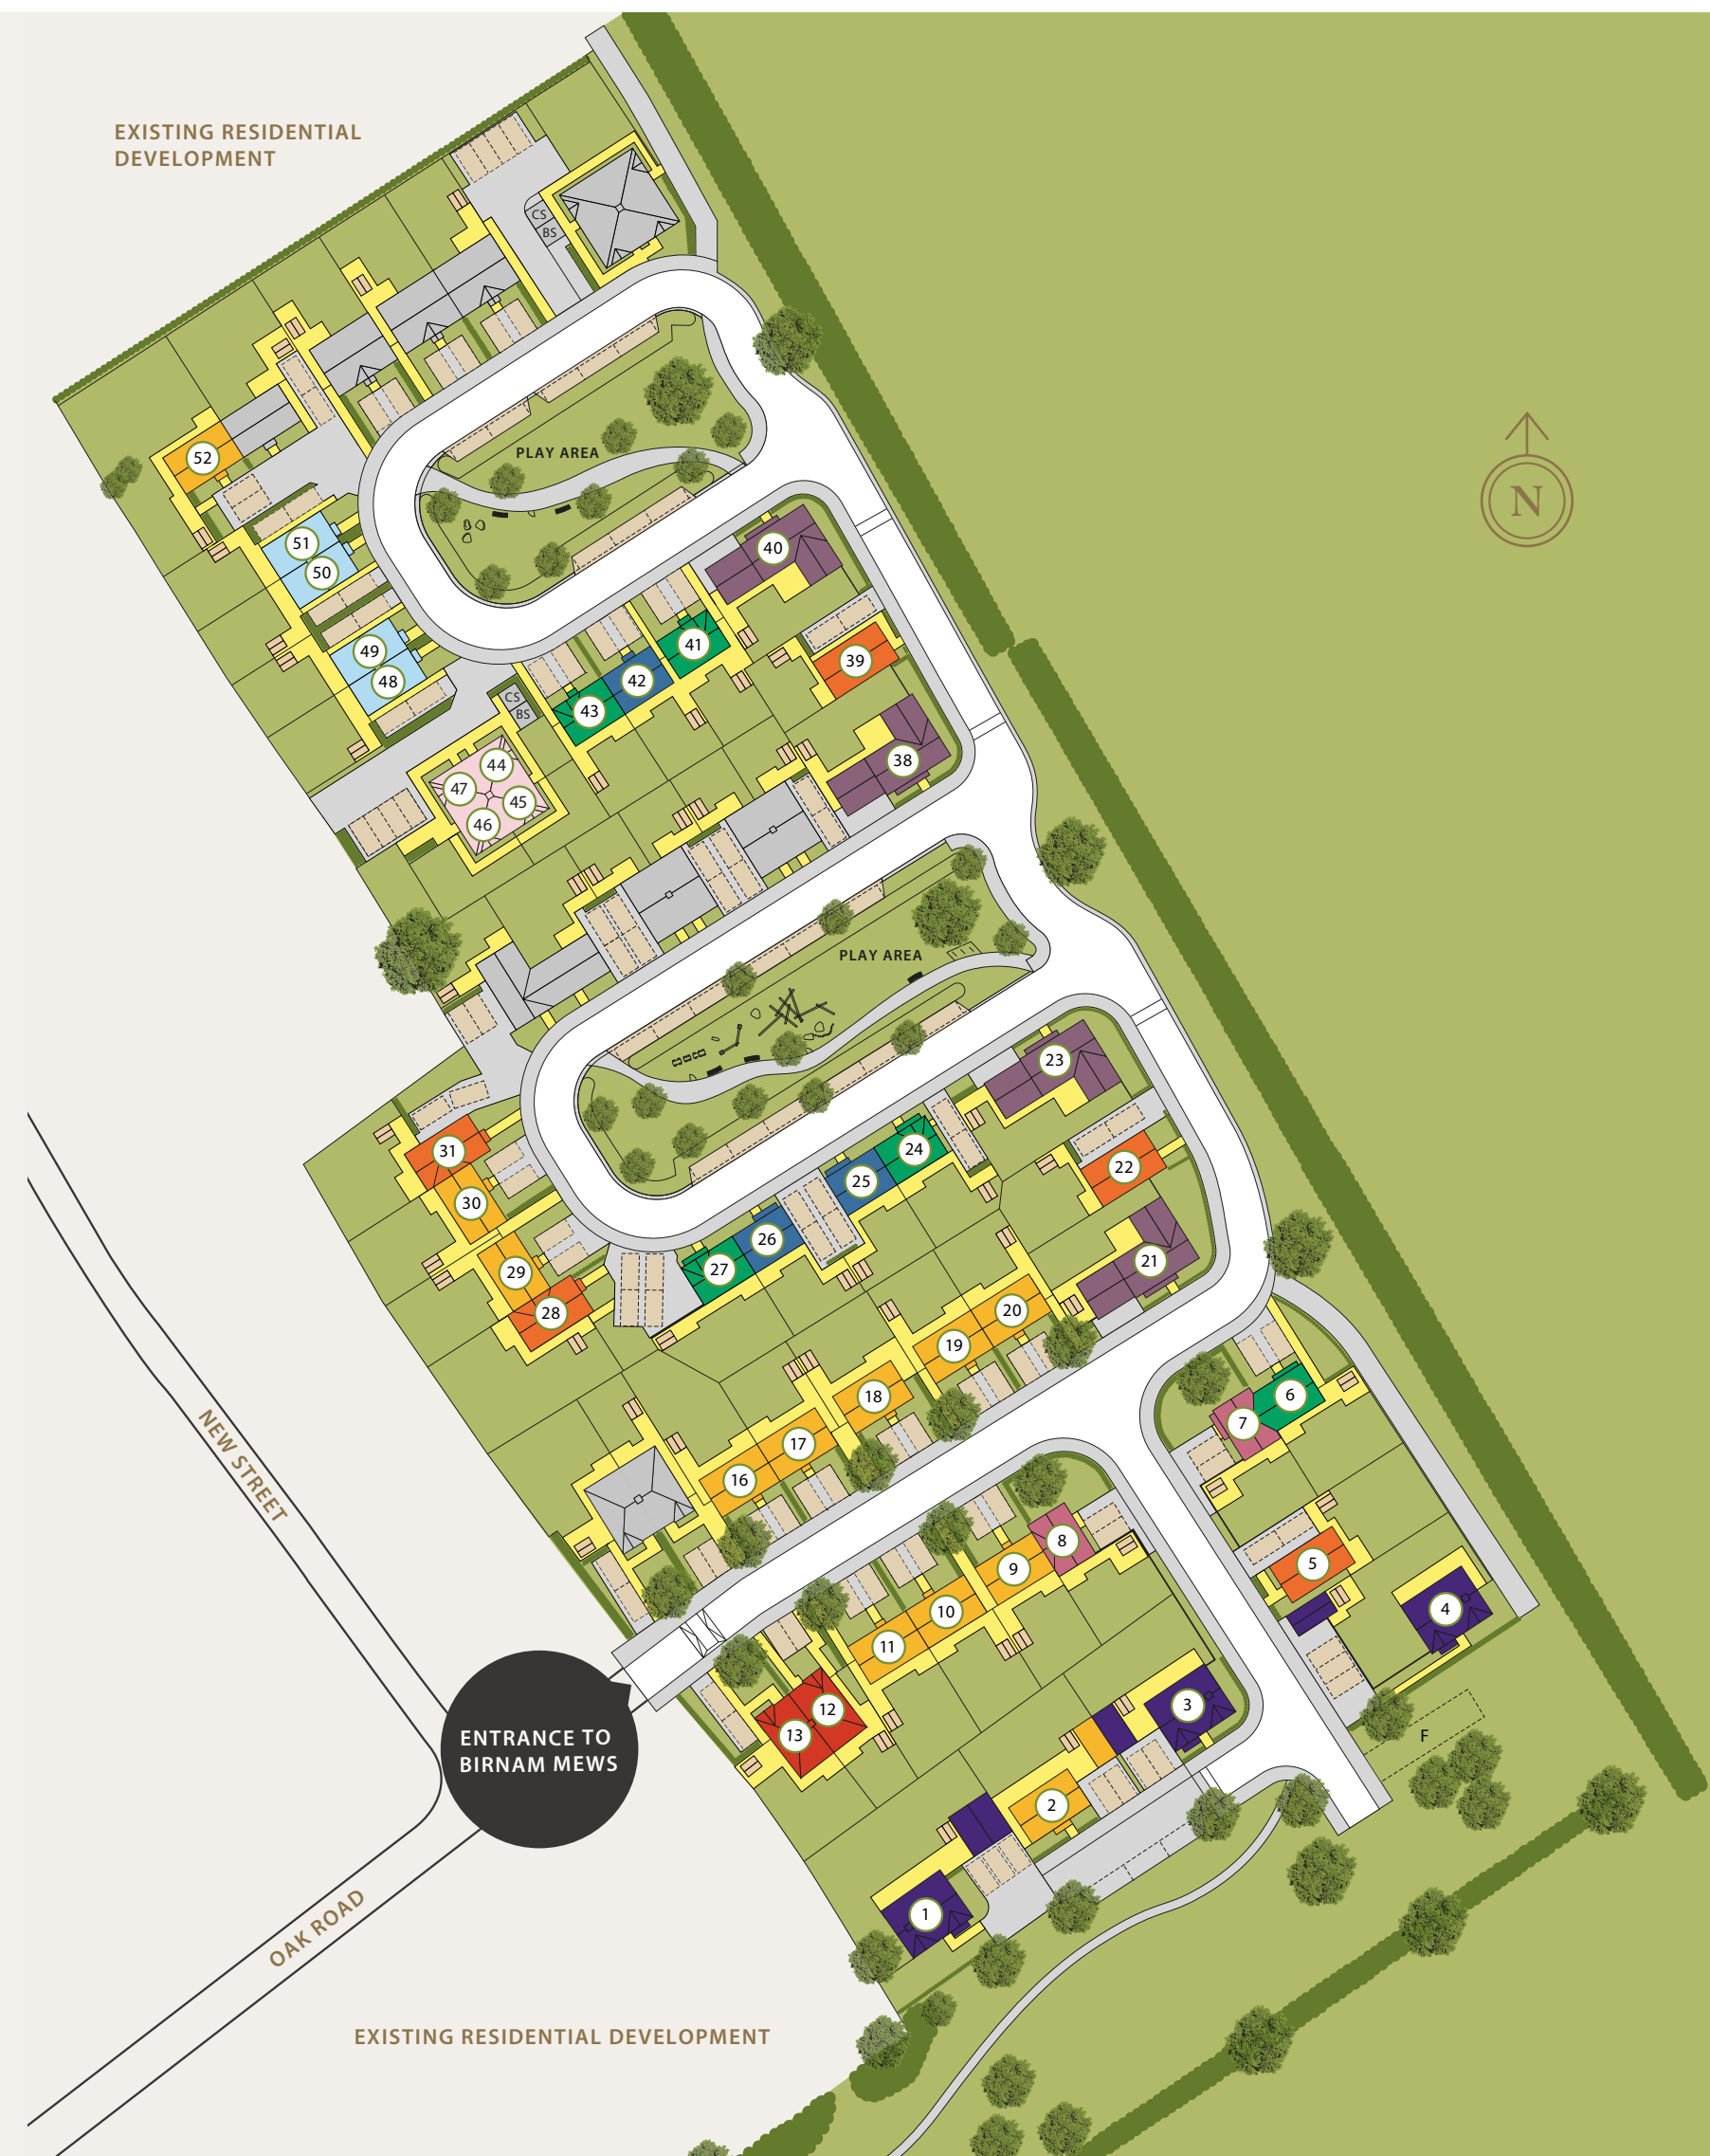 EXISTING RESIDENTIAL
DEVELOPMENT
CS
BS
PLAY AREA
52
N
51
40
50
41
49
39
42
48
CS
43
BS
38
44
47
45
46
PLAY AREA
23
24
31
22
25
30
26
21
27
29
28
20
19
6
18
7
17
16
8
5
9
4
10
11
3
12
13
F
2
1
NEW STREET
ENTRANCE TO
BIRNAM MEWS
OAK ROAD
EXISTING RESIDENTIAL DEVELOPMENT